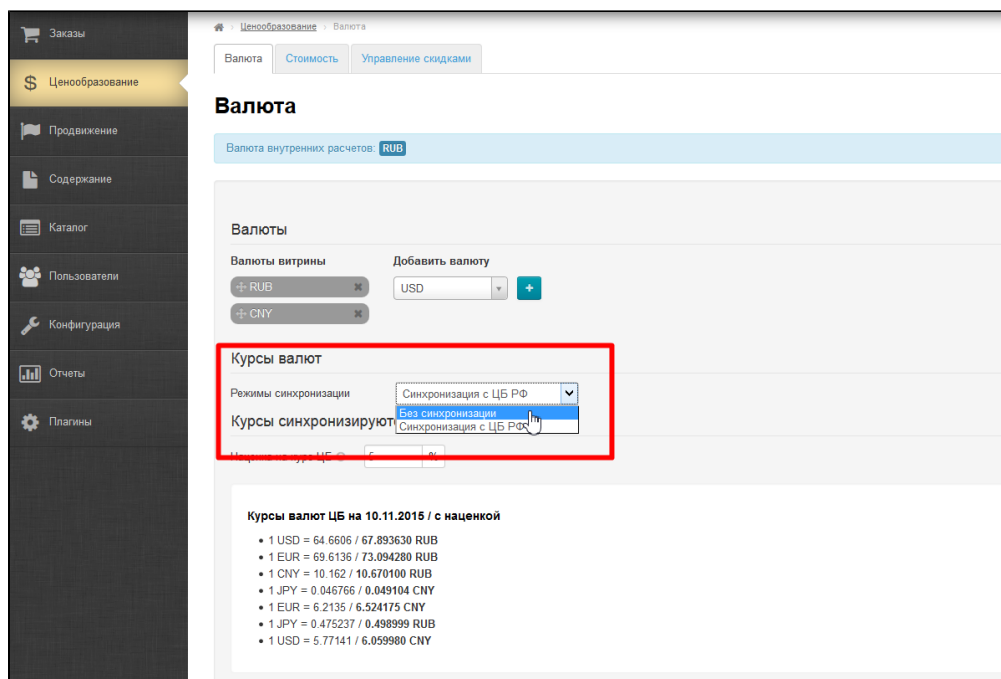 Заказы
Ценообразование
Продвижение
Содержание
Каталог
Пользователи
Конфигурация
Отчеты
Плагины
Ценообразование › Валюта
Валюта Стоимость Управление скидками
Валюта
Валюта внутренних расчетов: RUB
Валюты
Валюты витрины Добавить валюту
RUB USD +
CNY
Курсы валют
Режимы синхронизации Синхронизация с ЦБ РФ
Без синхронизации
Курсы Синхронизация с ЦБ РФ
%
Курсы валют ЦБ на 10.11.2015 / с наценкой
• 1 USD = 64.6606 / 67.893630 RUB
• 1 EUR = 69.6136 / 73.094280 RUB
• 1 CNY = 10.162 / 10.670100 RUB
• 1 JPY = 0.046766 / 0.049104 CNY
• 1 EUR = 6.2135 / 6.524175 CNY
• 1 JPY = 0.475237 / 0.498999 RUB
• 1 USD = 5.77141 / 6.059980 CNY